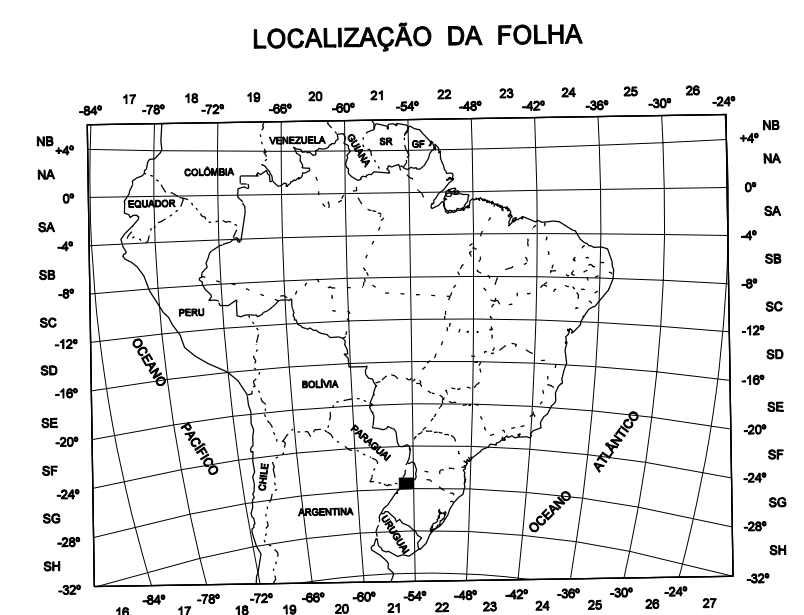 LOCALIZAÇÃO DA FOLHA
17 18 19 20 21 22 23 24 25 26
-84° -78° -72° -66° -60° -54° -48° -42° -36° -30° -24°
NB +4° VENEZUELA GUIANA SR GF +4° NB
NA COLÔMBIA NA
0° EQUADOR 0°
SA SA
-4° -4°
SB SB
-8° -8°
SC PERU SC
-12° -12°
SD OCEANO SD
-16° BOLÍVIA -16°
SE SE
-20° PACÍFICO PARAGUAI ATLÂNTICO -20°
SF CHILE SF
-24° -24°
SG ARGENTINA OCEANO SG
-28° URUGUAI -28°
SH SH
-32° -84° -78° -72° -66° -60° -54° -48° -42° -36° -30° -24° -32°
16 17 18 19 20 21 22 23 24 25 26 27